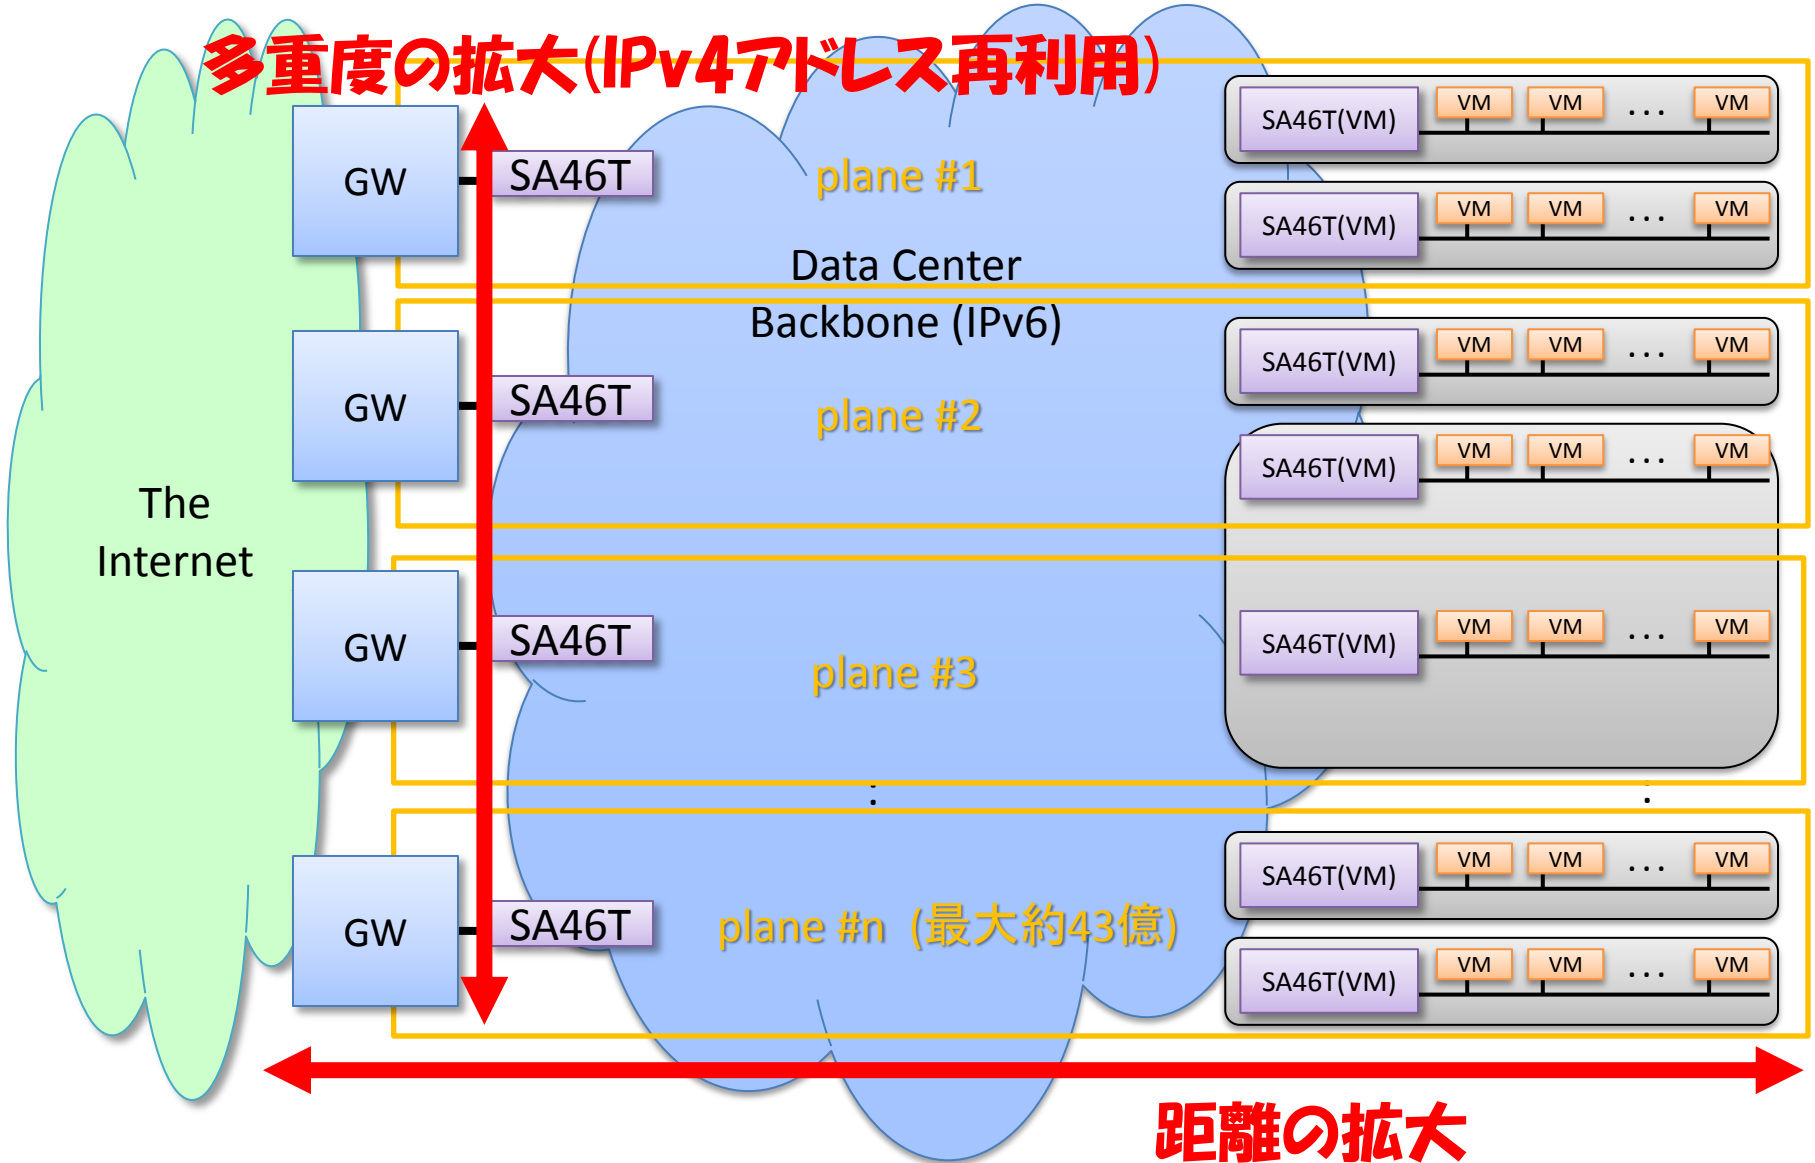 多重度の拡大(IPv4アドレス再利用)
GW
SA46T
plane #1
SA46T(VM)
VM VM ... VM
SA46T(VM)
VM VM ... VM
Data Center
Backbone (IPv6)
GW
SA46T
plane #2
SA46T(VM)
VM VM ... VM
SA46T(VM)
VM VM ... VM
The
Internet
GW
SA46T
plane #3
SA46T(VM)
VM VM ... VM
:
:
GW
SA46T
plane #n (最大約43億)
SA46T(VM)
VM VM ... VM
SA46T(VM)
VM VM ... VM
距離の拡大